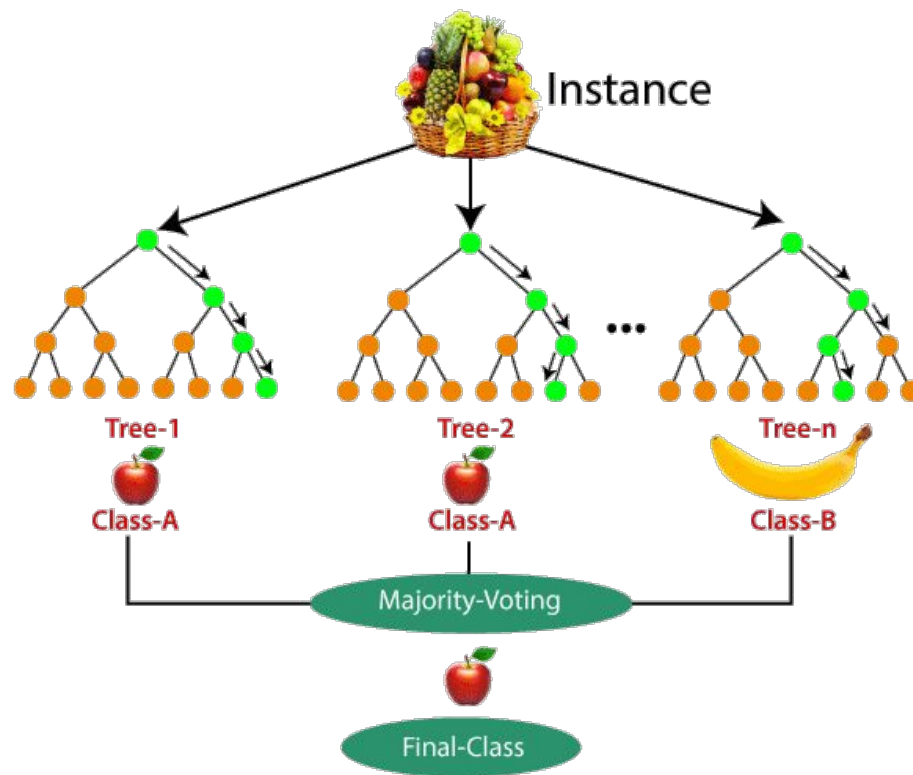 Instance
...
Tree-1
Tree-2
Tree-n
Class-A
Class-A
Class-B
Majority-Voting
Final-Class